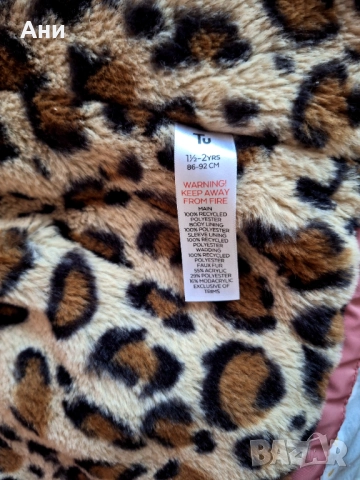 Ани
Tu
1½-2YRS
86-92 CM
WARNING!
KEEP AWAY
FROM FIRE
MAIN
100% RECYCLED
POLYESTER
BODY LINING
100% POLYESTER
SLEEVE LINING
100% RECYCLED
POLYESTER
WADDING
100% RECYCLED
POLYESTER
FAUX FUR
55% ACRYLIC
29% POLYESTER
16% MODACRYLIC
EXCLUSIVE OF
TRIMS
BAZAR
bg